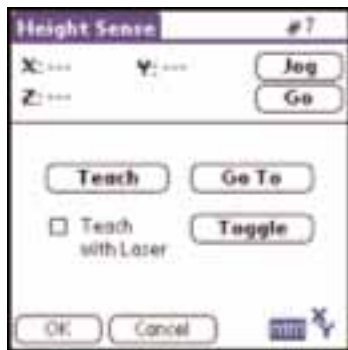 Height Sense #7
X: --- Y: --- Jog
Z: --- Go
Teach Go To
Teach with Laser Toggle
OK Cancel
mm X Y